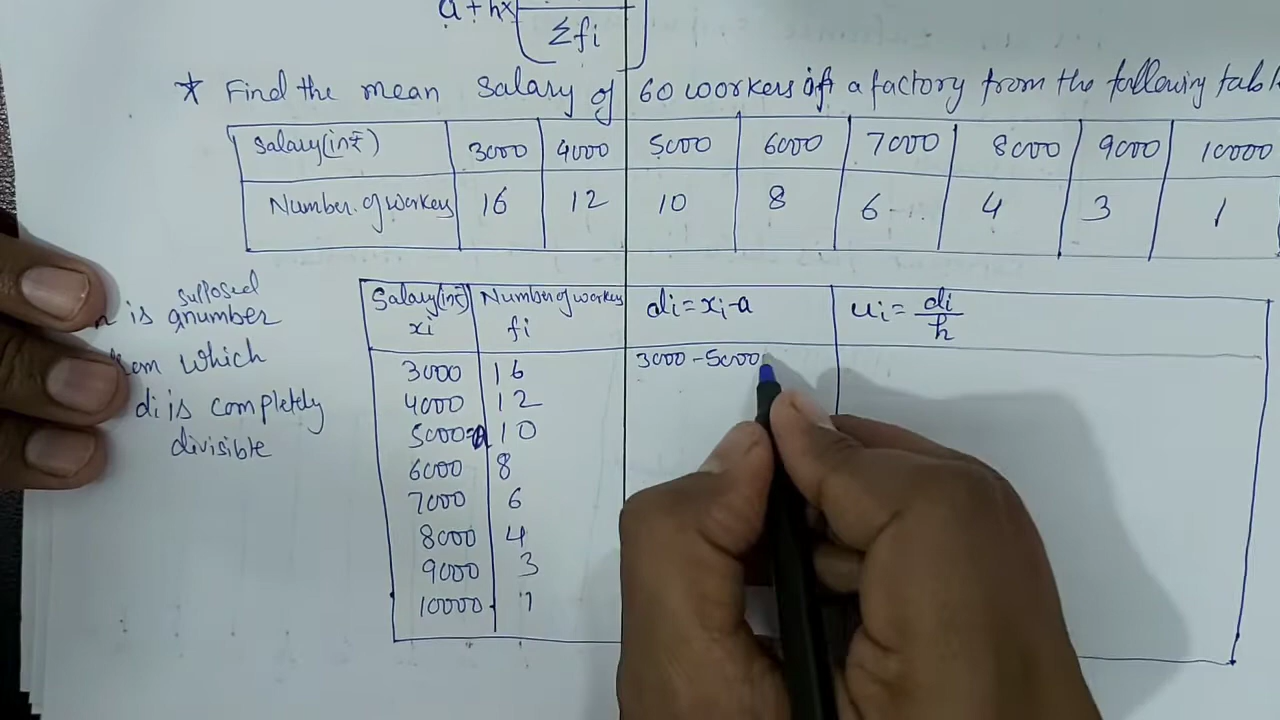 a + h×
Σfi
* Find the mean salary of 60 workers of a factory from the following
Salary(in₹) 3000 4000 5000 6000 7000 8000 9000 10000
Number of workers 16 12 10 8 6 4 3 1
Salary(in₹) Number of workers di = xi - a ui = di/h
xi fi
3000 16 3000 - 5000
4000 12
5000=a 10
6000 8
7000 6
8000 4
9000 3
10000 1
supposed
is a number
which
di is completely
divisible